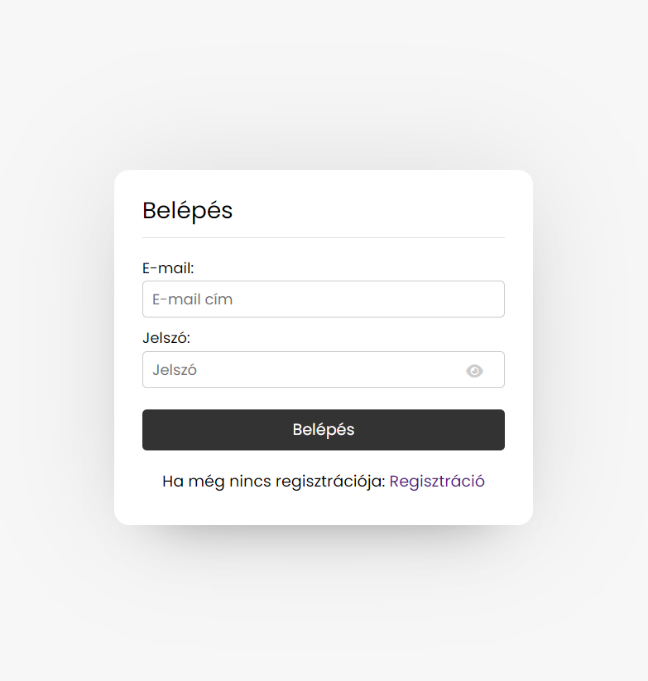 Belépés
E-mail:
E-mail cím
Jelszó:
Jelszó
Belépés
Ha még nincs regisztrációja: Regisztráció